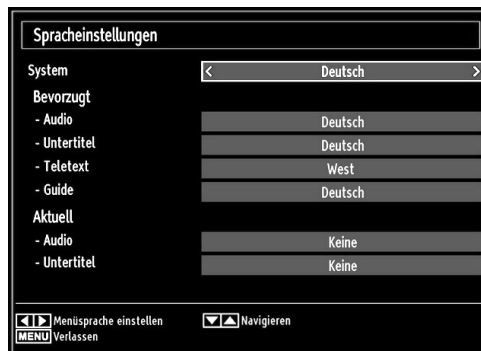 Spracheinstellungen
System < Deutsch >
Bevorzugt
- Audio Deutsch
- Untertitel Deutsch
- Teletext West
- Guide Deutsch
Aktuell
- Audio Keine
- Untertitel Keine
Menüsprache einstellen Navigieren
MENU Verlassen